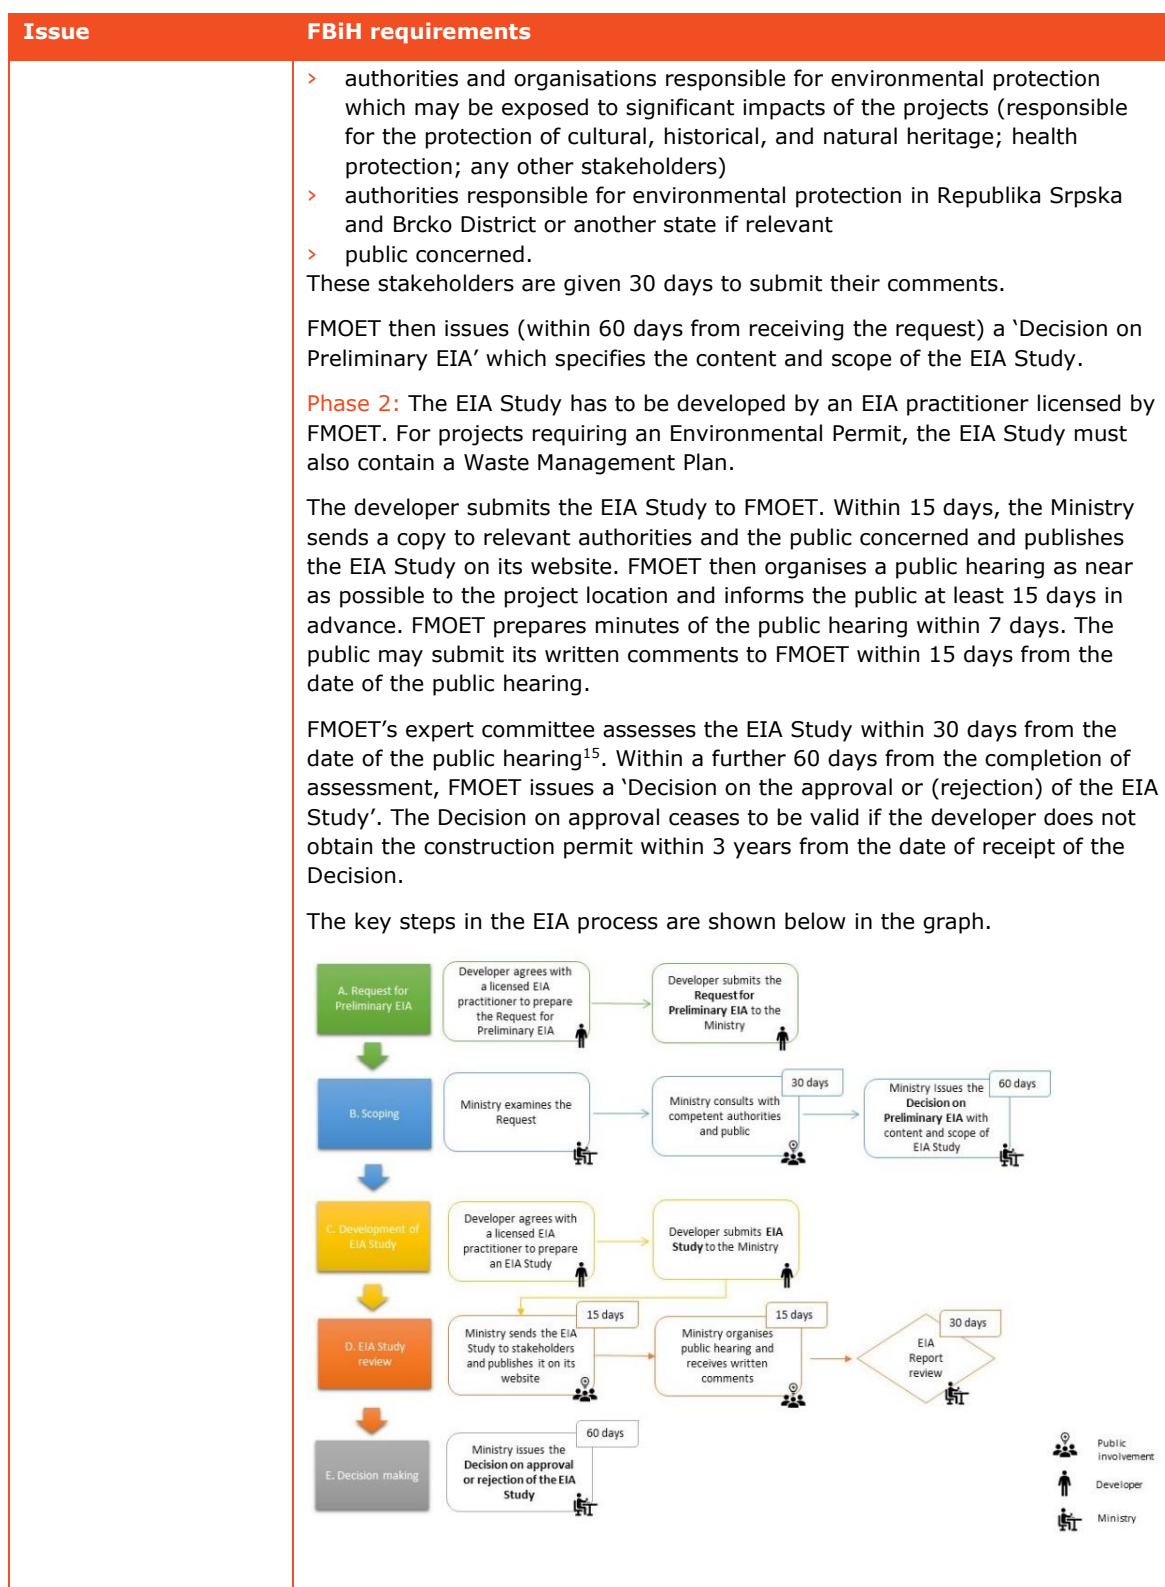 Issue
FBiH requirements
› authorities and organisations responsible for environmental protection
which may be exposed to significant impacts of the projects (responsible
for the protection of cultural, historical, and natural heritage; health
protection; any other stakeholders)
› authorities responsible for environmental protection in Republika Srpska
and Brcko District or another state if relevant
› public concerned.
These stakeholders are given 30 days to submit their comments.
FMOET then issues (within 60 days from receiving the request) a ‘Decision on
Preliminary EIA’ which specifies the content and scope of the EIA Study.
Phase 2: The EIA Study has to be developed by an EIA practitioner licensed by
FMOET. For projects requiring an Environmental Permit, the EIA Study must
also contain a Waste Management Plan.
The developer submits the EIA Study to FMOET. Within 15 days, the Ministry
sends a copy to relevant authorities and the public concerned and publishes
the EIA Study on its website. FMOET then organises a public hearing as near
as possible to the project location and informs the public at least 15 days in
advance. FMOET prepares minutes of the public hearing within 7 days. The
public may submit its written comments to FMOET within 15 days from the
date of the public hearing.
FMOET’s expert committee assesses the EIA Study within 30 days from the
date of the public hearing15. Within a further 60 days from the completion of
assessment, FMOET issues a ‘Decision on the approval or (rejection) of the EIA
Study’. The Decision on approval ceases to be valid if the developer does not
obtain the construction permit within 3 years from the date of receipt of the
Decision.
The key steps in the EIA process are shown below in the graph.
A. Request for
Preliminary EIA
Developer agrees with
a licensed EIA
practitioner to prepare
the Request for
Preliminary EIA
Developer submits the
Request for
Preliminary EIA to the
Ministry
B. Scoping
Ministry examines the
Request
30 days
Ministry consults with
competent authorities
and public
60 days
Ministry Issues the
Decision on
Preliminary EIA with
content and scope of
EIA Study
C. Development of
EIA Study
Developer agrees with
a licensed EIA
practitioner to prepare
an EIA Study
Developer submits EIA
Study to the Ministry
D. EIA Study
review
15 days
Ministry sends the EIA
Study to stakeholders
and publishes it on its
website
15 days
Ministry organises
public hearing and
receives written
comments
30 days
EIA
Report
review
E. Decision making
60 days
Ministry issues the
Decision on approval
or rejection of the EIA
Study
Public
involvement
Developer
Ministry